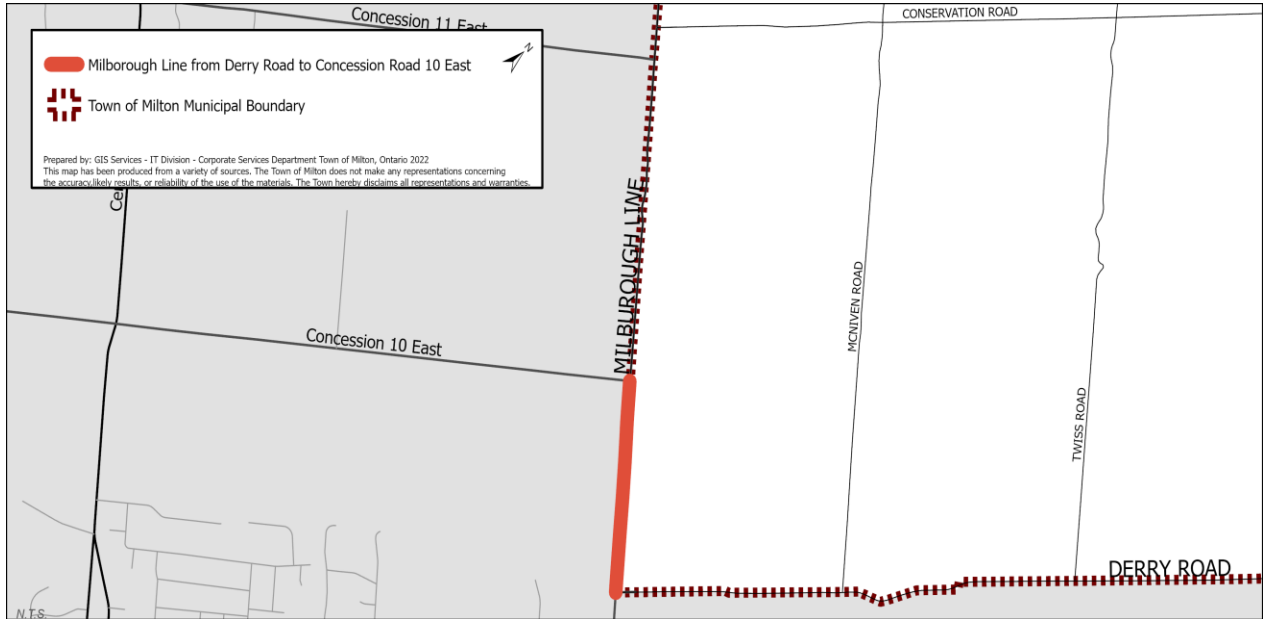 Concession 11 East
CONSERVATION ROAD
N
Milborough Line from Derry Road to Concession Road 10 East
Town of Milton Municipal Boundary
Prepared by: GIS Services - IT Division - Corporate Services Department Town of Milton, Ontario 2022
This map has been produced from a variety of sources. The Town of Milton does not make any representations concerning
the accuracy,likely results, or reliability of the use of the materials. The Town hereby disclaims all representations and warranties.
MILBUROUGH LINE
MCNIVEN ROAD
Concession 10 East
TWISS ROAD
DERRY ROAD
N.T.S.